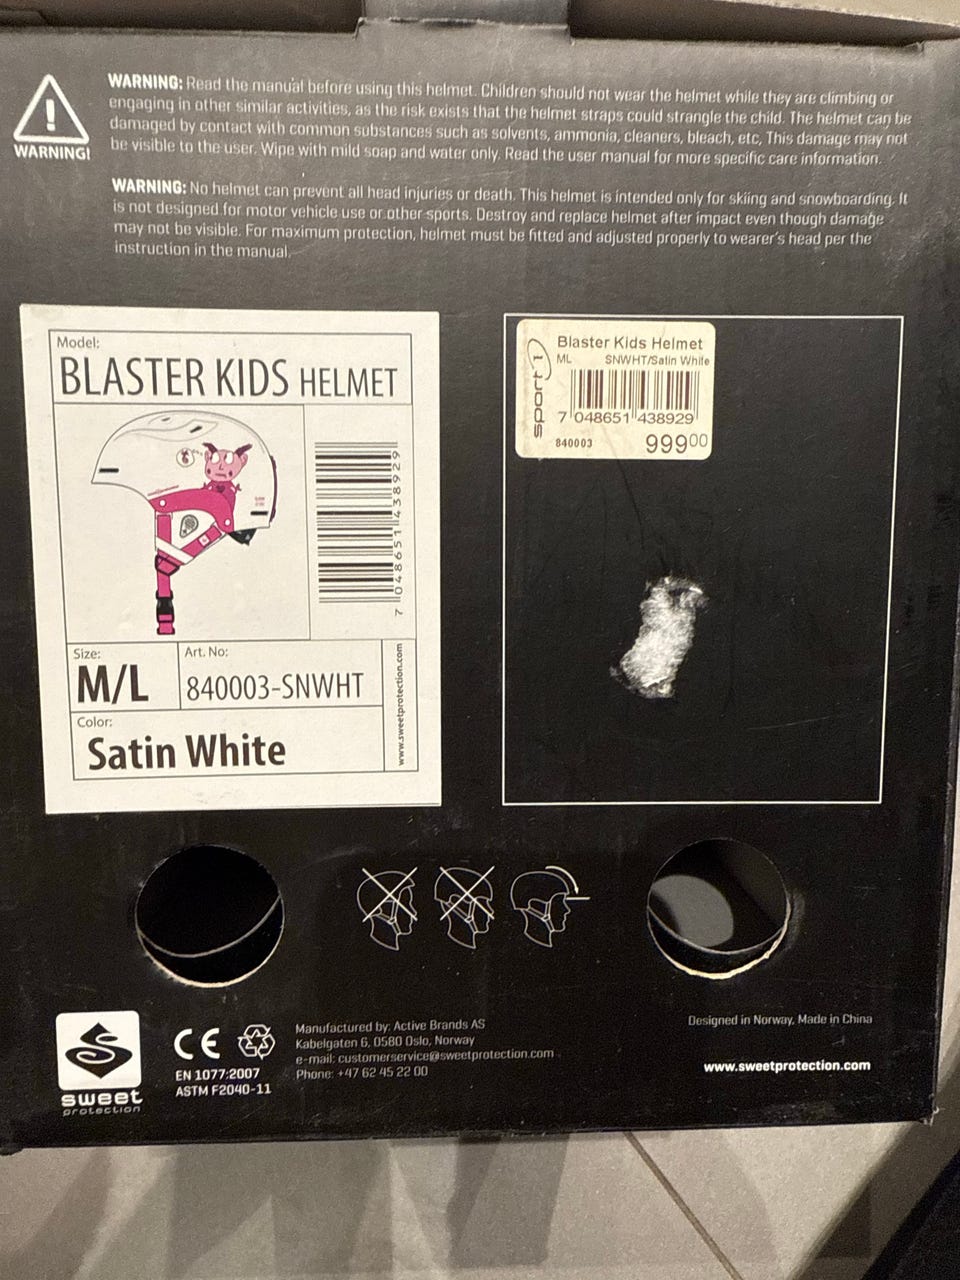 WARNING: Read the manual before using this helmet. Children should not wear the helmet while they are climbing or
engaging in other similar activities, as the risk exists that the helmet straps could strangle the child. The helmet can be
damaged by contact with common substances such as solvents, ammonia, cleaners, bleach, etc, This damage may not
be visible to the user. Wipe with mild soap and water only. Read the user manual for more specific care information.
WARNING!
WARNING: No helmet can prevent all head injuries or death. This helmet is intended only for skiing and snowboarding. It
is not designed for motor vehicle use or other sports. Destroy and replace helmet after impact even though damage
may not be visible. For maximum protection, helmet must be fitted and adjusted properly to wearer's head per the
instruction in the manual.
Model:
BLASTER KIDS HELMET
7 048651 438929
Size:
M/L
Art. No:
840003-SNWHT
Color:
Satin White
www.sweetprotection.com
sport 1
Blaster Kids Helmet
ML SNWHT/Satin White
7 048651 438929
840003 99900
sweet
protection
CE
EN 1077:2007
ASTM F2040-11
Manufactured by: Active Brands AS
Kabelgaten 6, 0580 Oslo, Norway
e-mail: customerservice@sweetprotection.com
Phone: +47 62 45 22 00
Designed in Norway, Made in China
www.sweetprotection.com